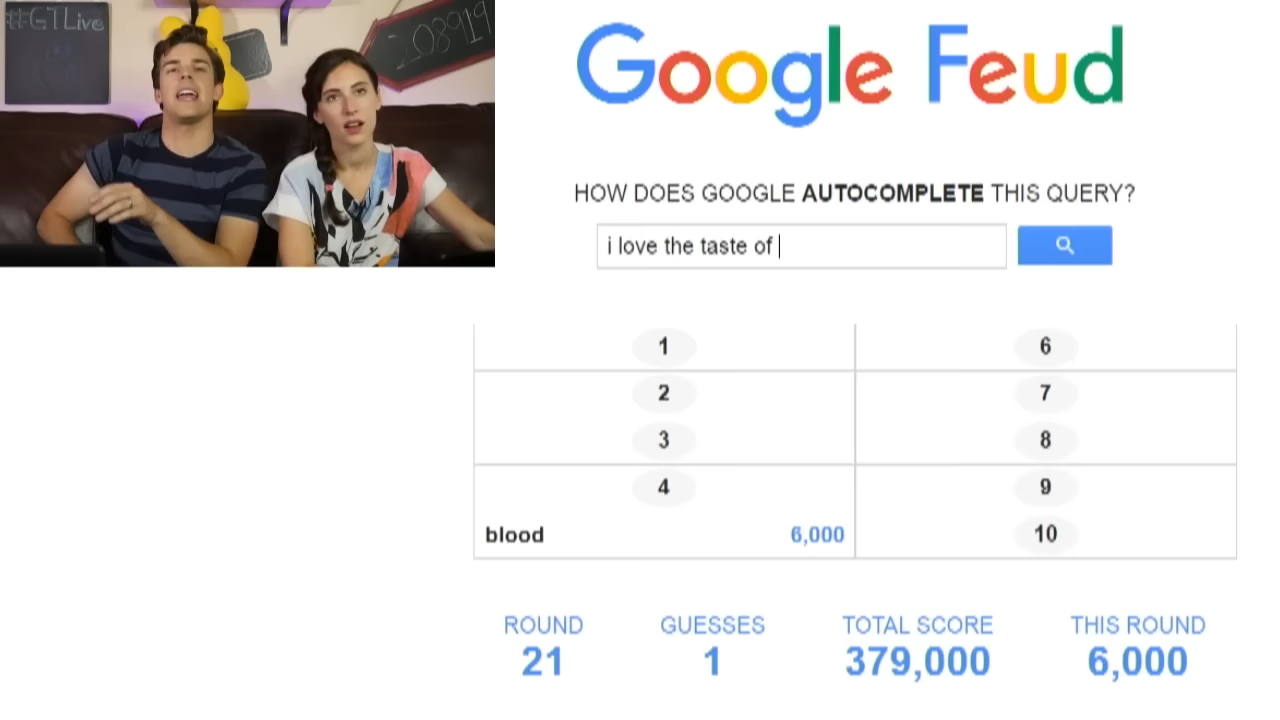 #GTLive
208919
Google Feud
HOW DOES GOOGLE AUTOCOMPLETE THIS QUERY?
i love the taste of
1 6
2 7
3 8
4 9
blood 6,000 10
ROUND GUESSES TOTAL SCORE THIS ROUND
21 1 379,000 6,000